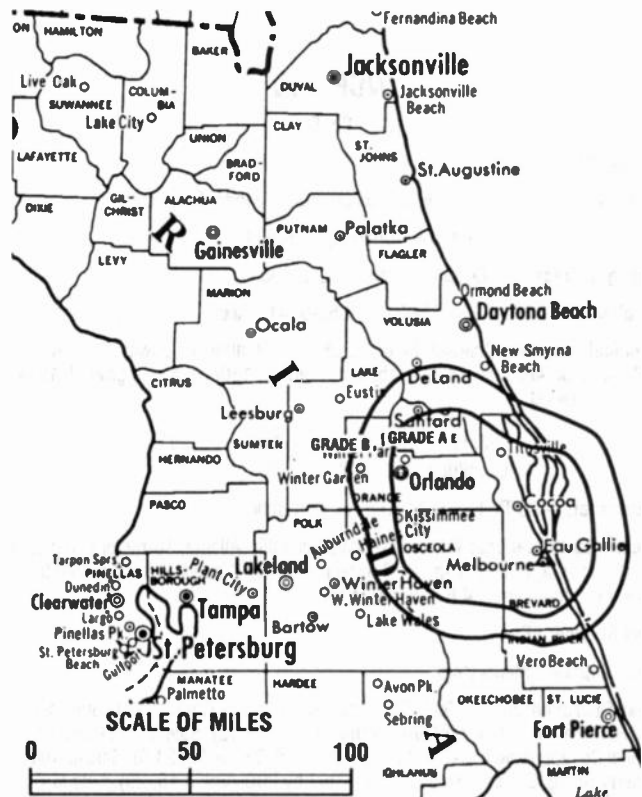 ON
HAMILTON
Fernandina Beach
BAKER
Jacksonville
DUVAL
Live Oak
COLUM-
BIA
Jacksonville
Beach
SUWANNEE
Lake City
CLAY
UNION
ST.
JOHNS
LAFAYETTE
BRAD-
FORD
St. Augustine
GIL-
CHRIST
ALACHUA
DIXIE
R
PUTNAM
Palatka
Gainesville
LEVY
FLAGLER
MARION
Ormond Beach
Ocala
VOLUSIA
Daytona Beach
I
New Smyrna
Beach
LAKE
DeLand
CITRUS
Eustis
Leesburg
Sanford
SUMTER
GRADE B
GRADE A
Titusville
HERNANDO
Winter Garden
Orlando
ORANGE
PASCO
Cocoa
POLK
Kissimmee
Auburndale
Haines
City
OSCEOLA
Eau Gallie
Tarpon Sprs
Lakeland
D
Melbourne
PINELLAS
HILLS-
BOROUGH
Plant City
Dunedin
Winter Haven
Clearwater
Tampa
W. Winter Haven
BREVARD
Largo
Bartow
Lake Wales
Pinellas Pk
St. Petersburg
INDIAN RIVER
St. Petersburg
Beach
Gulfport
Vero Beach
MANATEE
HARDEE
Avon Pk.
OKEECHOBEE
ST. LUCIE
Palmetto
Sebring
SCALE OF MILES
Fort Pierce
A
0 50 100
MARTIN
Lake